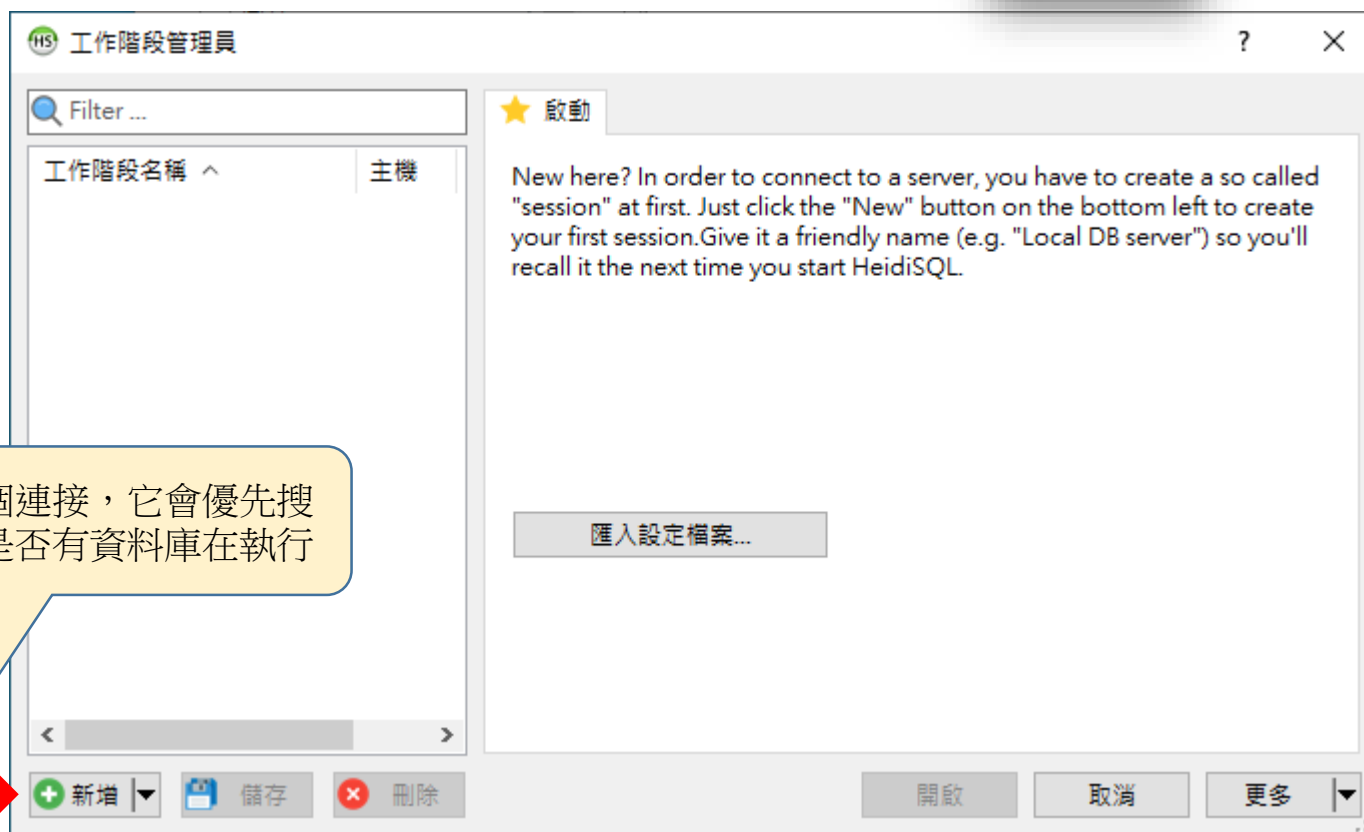 HS 工作階段管理員 ?
Filter ...
啟動
工作階段名稱 主機
New here? In order to connect to a server, you have to create a so called
"session" at first. Just click the "New" button on the bottom left to create
your first session.Give it a friendly name (e.g. "Local DB server") so you'll
recall it the next time you start HeidiSQL.
個連接，它會優先搜
是否有資料庫在執行
匯入設定檔案...
新增 儲存 刪除 開啟 取消 更多